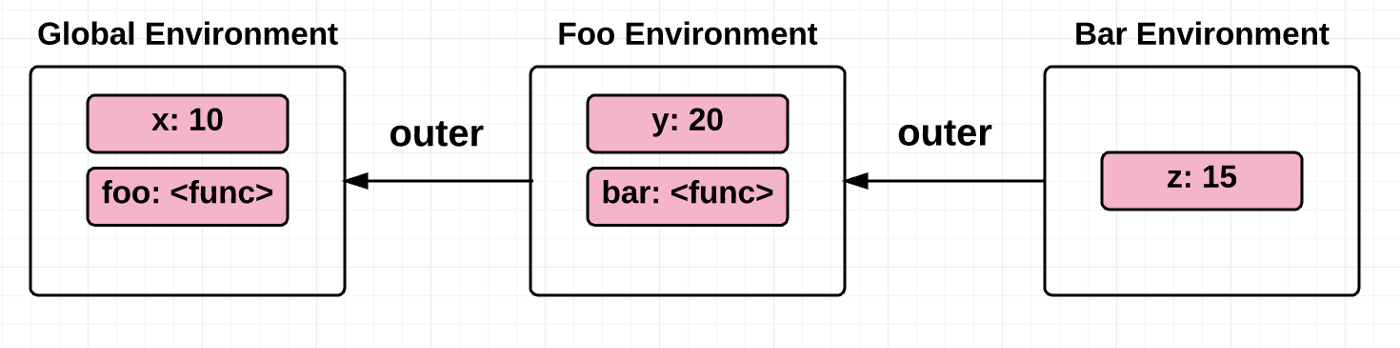 Global Environment
x: 10
foo: <func>
outer
Foo Environment
y: 20
bar: <func>
outer
Bar Environment
z: 15